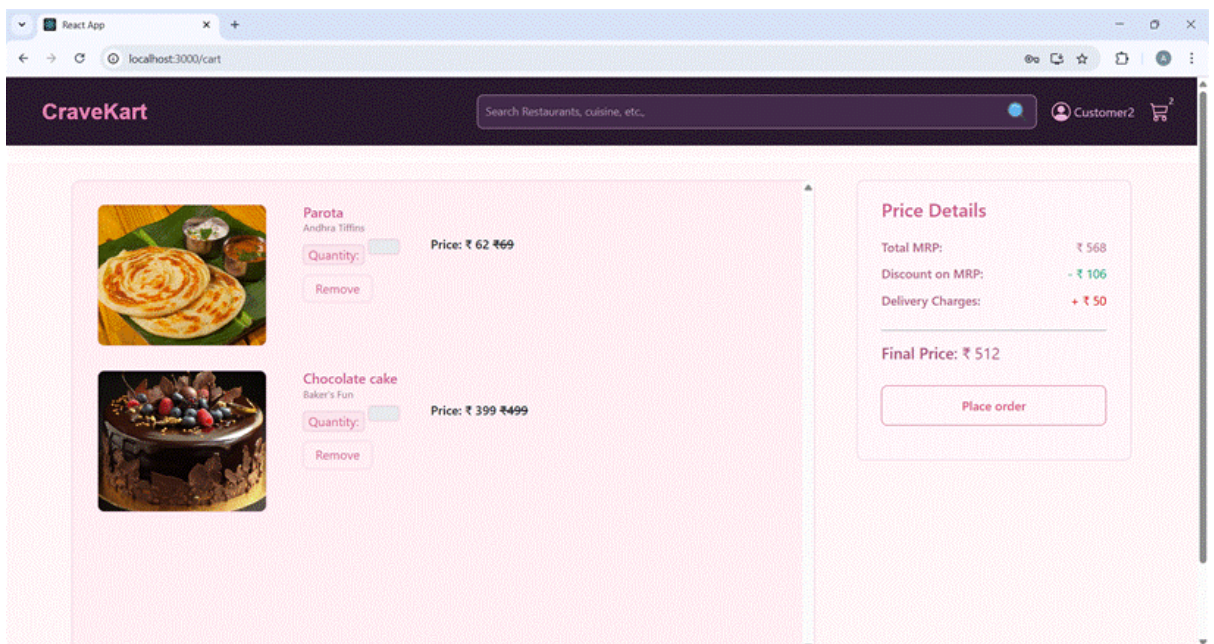 React App
localhost:3000/cart
CraveKart
Search Restaurants, cuisine, etc.,
Customer2
2
Parota
Andhra Tiffins
Quantity:
Price: ₹ 62 ₹69
Remove
Chocolate cake
Baker's Fun
Quantity:
Price: ₹ 399 ₹499
Remove
Price Details
Total MRP: ₹ 568
Discount on MRP: - ₹ 106
Delivery Charges: + ₹ 50
Final Price: ₹ 512
Place order